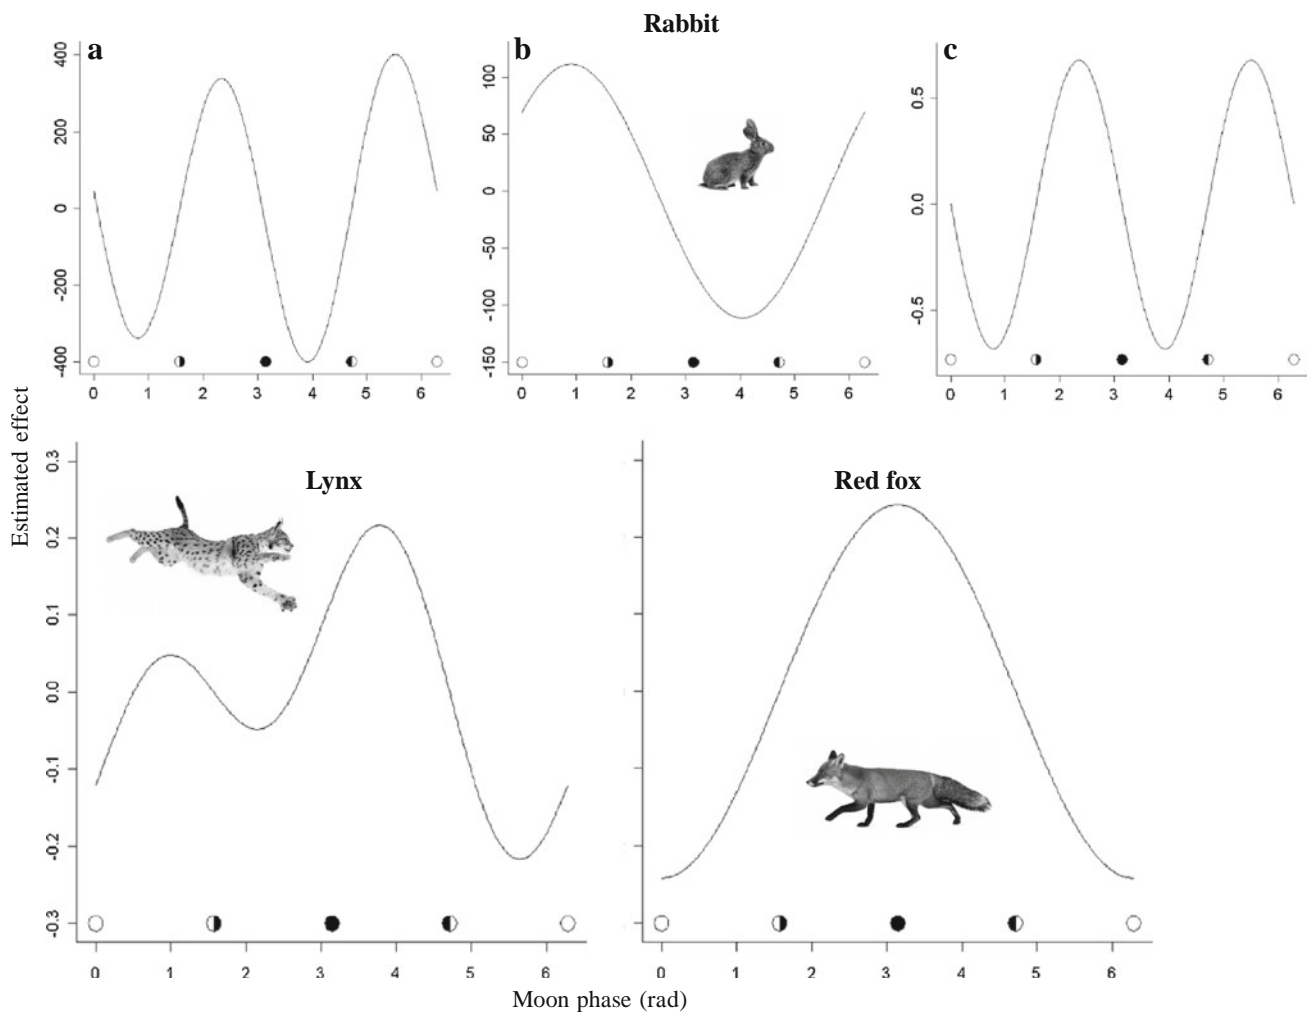 Rabbit
a
b
c
400
200
0
-200
-400
0 1 2 3 4 5 6
100
50
0
-50
-100
-150
0 1 2 3 4 5 6
0.5
0.0
-0.5
0 1 2 3 4 5 6
Estimated effect
Lynx
0.3
0.2
0.1
0.0
-0.1
-0.2
-0.3
0 1 2 3 4 5 6
Red fox
0 1 2 3 4 5 6
Moon phase (rad)